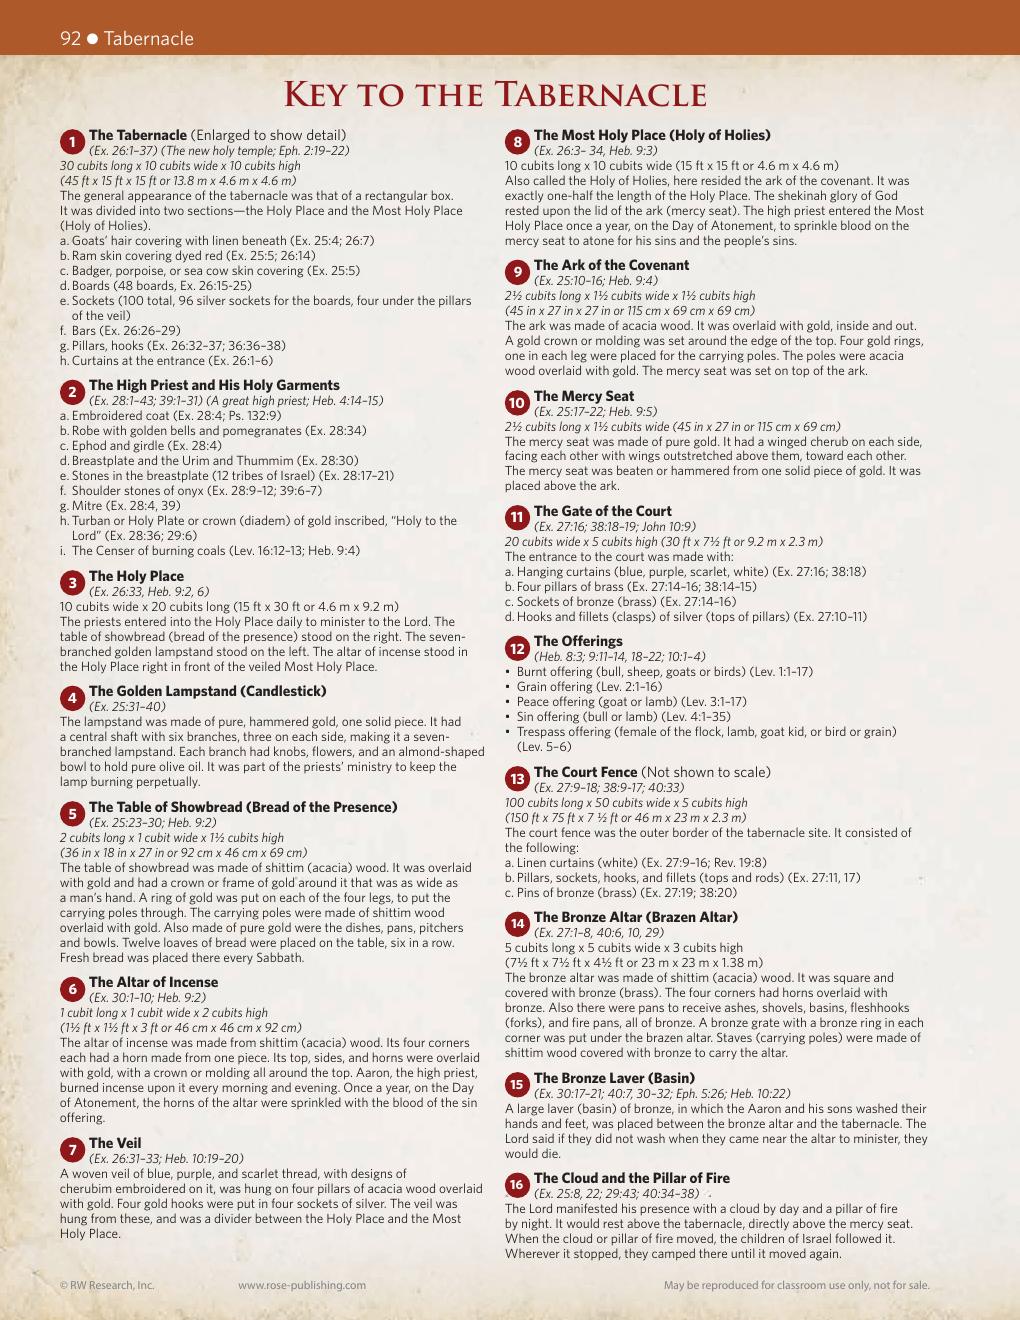 92 ● Tabernacle
Key to the Tabernacle
1 The Tabernacle (Enlarged to show detail)
(Ex. 26:1–37) (The new holy temple; Eph. 2:19–22)
30 cubits long x 10 cubits wide x 10 cubits high
(45 ft x 15 ft x 15 ft or 13.8 m x 4.6 m x 4.6 m)
The general appearance of the tabernacle was that of a rectangular box.
It was divided into two sections—the Holy Place and the Most Holy Place
(Holy of Holies).
a. Goats' hair covering with linen beneath (Ex. 25:4; 26:7)
b. Ram skin covering dyed red (Ex. 25:5; 26:14)
c. Badger, porpoise, or sea cow skin covering (Ex. 25:5)
d. Boards (48 boards, Ex. 26:15-25)
e. Sockets (100 total, 96 silver sockets for the boards, four under the pillars
of the veil)
f. Bars (Ex. 26:26–29)
g. Pillars, hooks (Ex. 26:32–37; 36:36–38)
h. Curtains at the entrance (Ex. 26:1–6)
2 The High Priest and His Holy Garments
(Ex. 28:1–43; 39:1–31) (A great high priest; Heb. 4:14–15)
a. Embroidered coat (Ex. 28:4; Ps. 132:9)
b. Robe with golden bells and pomegranates (Ex. 28:34)
c. Ephod and girdle (Ex. 28:4)
d. Breastplate and the Urim and Thummim (Ex. 28:30)
e. Stones in the breastplate (12 tribes of Israel) (Ex. 28:17–21)
f. Shoulder stones of onyx (Ex. 28:9–12; 39:6–7)
g. Mitre (Ex. 28:4, 39)
h. Turban or Holy Plate or crown (diadem) of gold inscribed, "Holy to the
Lord" (Ex. 28:36; 29:6)
i. The Censer of burning coals (Lev. 16:12–13; Heb. 9:4)
3 The Holy Place
(Ex. 26:33, Heb. 9:2, 6)
10 cubits wide x 20 cubits long (15 ft x 30 ft or 4.6 m x 9.2 m)
The priests entered into the Holy Place daily to minister to the Lord. The
table of showbread (bread of the presence) stood on the right. The seven-
branched golden lampstand stood on the left. The altar of incense stood in
the Holy Place right in front of the veiled Most Holy Place.
4 The Golden Lampstand (Candlestick)
(Ex. 25:31–40)
The lampstand was made of pure, hammered gold, one solid piece. It had
a central shaft with six branches, three on each side, making it a seven-
branched lampstand. Each branch had knobs, flowers, and an almond-shaped
bowl to hold pure olive oil. It was part of the priests' ministry to keep the
lamp burning perpetually.
5 The Table of Showbread (Bread of the Presence)
(Ex. 25:23–30; Heb. 9:2)
2 cubits long x 1 cubit wide x 1½ cubits high
(36 in x 18 in x 27 in or 92 cm x 46 cm x 69 cm)
The table of showbread was made of shittim (acacia) wood. It was overlaid
with gold and had a crown or frame of gold around it that was as wide as
a man's hand. A ring of gold was put on each of the four legs, to put the
carrying poles through. The carrying poles were made of shittim wood
overlaid with gold. Also made of pure gold were the dishes, pans, pitchers
and bowls. Twelve loaves of bread were placed on the table, six in a row.
Fresh bread was placed there every Sabbath.
6 The Altar of Incense
(Ex. 30:1–10; Heb. 9:2)
1 cubit long x 1 cubit wide x 2 cubits high
(1½ ft x 1½ ft x 3 ft or 46 cm x 46 cm x 92 cm)
The altar of incense was made from shittim (acacia) wood. Its four corners
each had a horn made from one piece. Its top, sides, and horns were overlaid
with gold, with a crown or molding all around the top. Aaron, the high priest,
burned incense upon it every morning and evening. Once a year, on the Day
of Atonement, the horns of the altar were sprinkled with the blood of the sin
offering.
7 The Veil
(Ex. 26:31–33; Heb. 10:19–20)
A woven veil of blue, purple, and scarlet thread, with designs of
cherubim embroidered on it, was hung on four pillars of acacia wood overlaid
with gold. Four gold hooks were put in four sockets of silver. The veil was
hung from these, and was a divider between the Holy Place and the Most
Holy Place.
8 The Most Holy Place (Holy of Holies)
(Ex. 26:3– 34, Heb. 9:3)
10 cubits long x 10 cubits wide (15 ft x 15 ft or 4.6 m x 4.6 m)
Also called the Holy of Holies, here resided the ark of the covenant. It was
exactly one-half the length of the Holy Place. The shekinah glory of God
rested upon the lid of the ark (mercy seat). The high priest entered the Most
Holy Place once a year, on the Day of Atonement, to sprinkle blood on the
mercy seat to atone for his sins and the people's sins.
9 The Ark of the Covenant
(Ex. 25:10–16; Heb. 9:4)
2½ cubits long x 1½ cubits wide x 1½ cubits high
(45 in x 27 in x 27 in or 115 cm x 69 cm x 69 cm)
The ark was made of acacia wood. It was overlaid with gold, inside and out.
A gold crown or molding was set around the edge of the top. Four gold rings,
one in each leg were placed for the carrying poles. The poles were acacia
wood overlaid with gold. The mercy seat was set on top of the ark.
10 The Mercy Seat
(Ex. 25:17–22; Heb. 9:5)
2½ cubits long x 1½ cubits wide (45 in x 27 in or 115 cm x 69 cm)
The mercy seat was made of pure gold. It had a winged cherub on each side,
facing each other with wings outstretched above them, toward each other.
The mercy seat was beaten or hammered from one solid piece of gold. It was
placed above the ark.
11 The Gate of the Court
(Ex. 27:16; 38:18–19; John 10:9)
20 cubits wide x 5 cubits high (30 ft x 7½ ft or 9.2 m x 2.3 m)
The entrance to the court was made with:
a. Hanging curtains (blue, purple, scarlet, white) (Ex. 27:16; 38:18)
b. Four pillars of brass (Ex. 27:14–16; 38:14–15)
c. Sockets of bronze (brass) (Ex. 27:14–16)
d. Hooks and fillets (clasps) of silver (tops of pillars) (Ex. 27:10–11)
12 The Offerings
(Heb. 8:3; 9:11–14, 18–22; 10:1–4)
• Burnt offering (bull, sheep, goats or birds) (Lev. 1:1–17)
• Grain offering (Lev. 2:1–16)
• Peace offering (goat or lamb) (Lev. 3:1–17)
• Sin offering (bull or lamb) (Lev. 4:1–35)
• Trespass offering (female of the flock, lamb, goat kid, or bird or grain)
(Lev. 5–6)
13 The Court Fence (Not shown to scale)
(Ex. 27:9–18; 38:9-17; 40:33)
100 cubits long x 50 cubits wide x 5 cubits high
(150 ft x 75 ft x 7 ½ ft or 46 m x 23 m x 2.3 m)
The court fence was the outer border of the tabernacle site. It consisted of
the following:
a. Linen curtains (white) (Ex. 27:9–16; Rev. 19:8)
b. Pillars, sockets, hooks, and fillets (tops and rods) (Ex. 27:11, 17)
c. Pins of bronze (brass) (Ex. 27:19; 38:20)
14 The Bronze Altar (Brazen Altar)
(Ex. 27:1–8, 40:6, 10, 29)
5 cubits long x 5 cubits wide x 3 cubits high
(7½ ft x 7½ ft x 4½ ft or 23 m x 23 m x 1.38 m)
The bronze altar was made of shittim (acacia) wood. It was square and
covered with bronze (brass). The four corners had horns overlaid with
bronze. Also there were pans to receive ashes, shovels, basins, fleshhooks
(forks), and fire pans, all of bronze. A bronze grate with a bronze ring in each
corner was put under the brazen altar. Staves (carrying poles) were made of
shittim wood covered with bronze to carry the altar.
15 The Bronze Laver (Basin)
(Ex. 30:17–21; 40:7, 30–32; Eph. 5:26; Heb. 10:22)
A large laver (basin) of bronze, in which the Aaron and his sons washed their
hands and feet, was placed between the bronze altar and the tabernacle. The
Lord said if they did not wash when they came near the altar to minister, they
would die.
16 The Cloud and the Pillar of Fire
(Ex. 25:8, 22; 29:43; 40:34–38)
The Lord manifested his presence with a cloud by day and a pillar of fire
by night. It would rest above the tabernacle, directly above the mercy seat.
When the cloud or pillar of fire moved, the children of Israel followed it.
Wherever it stopped, they camped there until it moved again.
© RW Research, Inc. www.rose-publishing.com May be reproduced for classroom use only, not for sale.